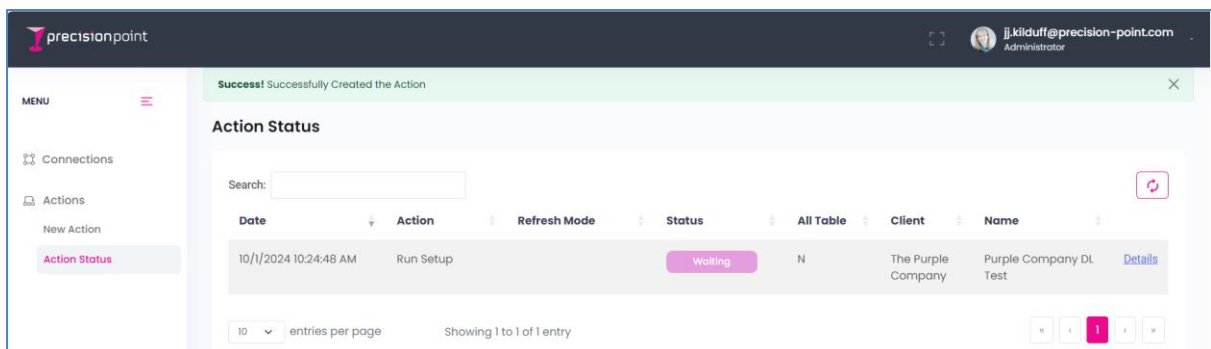 precisionpoint
jj.kilduff@precision-point.com
Administrator
MENU
Success! Successfully Created the Action
Action Status
Connections
Actions
New Action
Action Status
Search:
Date Action Refresh Mode Status All Table Client Name
10/1/2024 10:24:48 AM Run Setup Waiting N The Purple Company Purple Company DL Test Details
10 entries per page Showing 1 to 1 of 1 entry « ‹ 1 › »